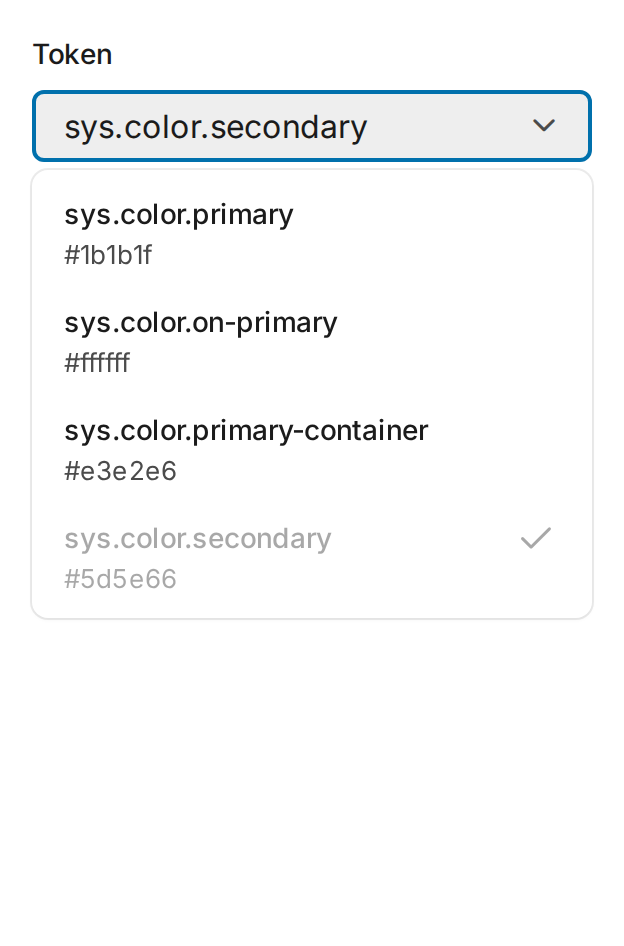 Token
sys.color.secondary
sys.color.primary
#1b1b1f
sys.color.on-primary
#ffffff
sys.color.primary-container
#e3e2e6
sys.color.secondary
#5d5e66